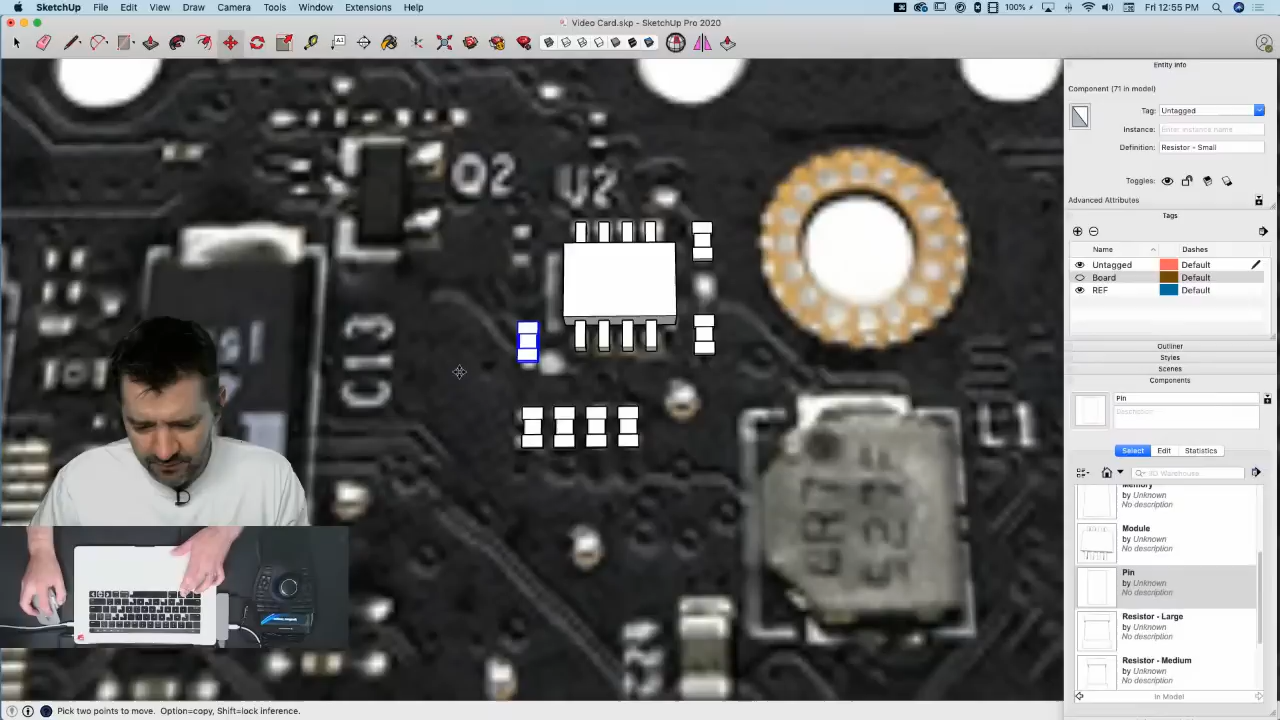 SketchUp File Edit View Draw Camera Tools Window Extensions Help
100% Fri 12:55 PM
Video Card.skp - SketchUp Pro 2020
Entity Info
Component (71 in model)
Tag: Untagged
Instance: Enter instance name
Definition: Resistor - Small
Toggles:
Advanced Attributes
Tags
Name Dashes
Untagged Default
Board Default
REF Default
Outliner
Styles
Scenes
Components
Pin
Description
Select Edit Statistics
3D Warehouse
Memory
by Unknown
No description
Module
by Unknown
No description
Pin
by Unknown
No description
Resistor - Large
by Unknown
No description
Resistor - Medium
by Unknown
No description
In Model
Q2
U2
C13
Pick two points to move. Option=copy, Shift=lock inference.